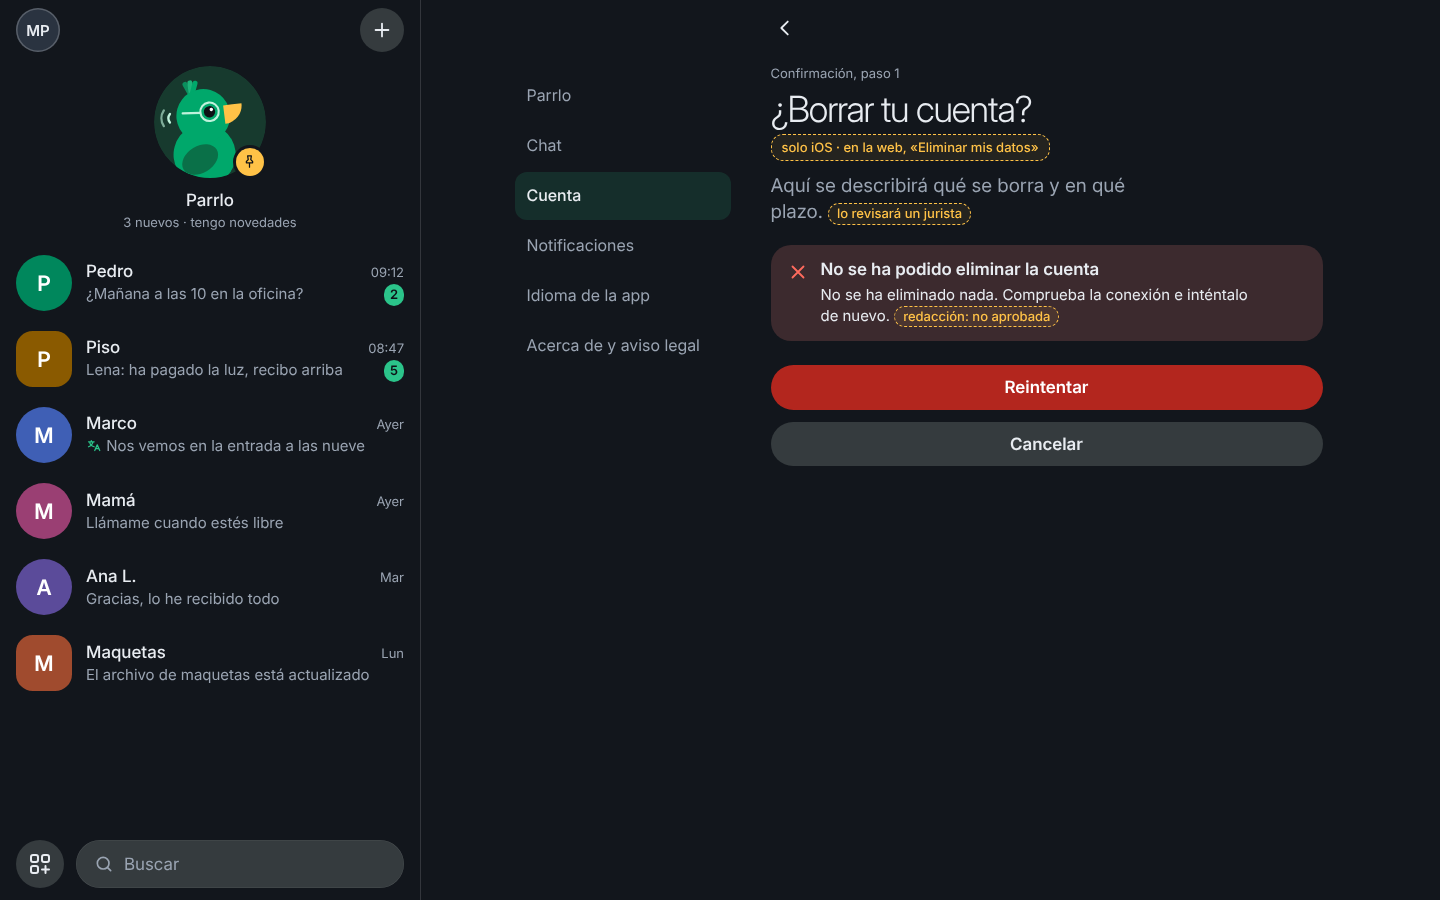 MP
Parrlo
3 nuevos · tengo novedades
Pedro
09:12
¿Mañana a las 10 en la oficina?
2
P
Piso
08:47
Lena: ha pagado la luz, recibo arriba
5
P
Marco
Ayer
Nos vemos en la entrada a las nueve
M
Mamá
Ayer
Llámame cuando estés libre
M
Ana L.
Mar
Gracias, lo he recibido todo
A
Maquetas
Lun
El archivo de maquetas está actualizado
M
Buscar
Parrlo
Chat
Cuenta
Notificaciones
Idioma de la app
Acerca de y aviso legal
Confirmación, paso 1
¿Borrar tu cuenta?
solo iOS · en la web, «Eliminar mis datos»
Aquí se describirá qué se borra y en qué
plazo. lo revisará un jurista
No se ha podido eliminar la cuenta
No se ha eliminado nada. Comprueba la conexión e inténtalo
de nuevo. redacción: no aprobada
Reintentar
Cancelar